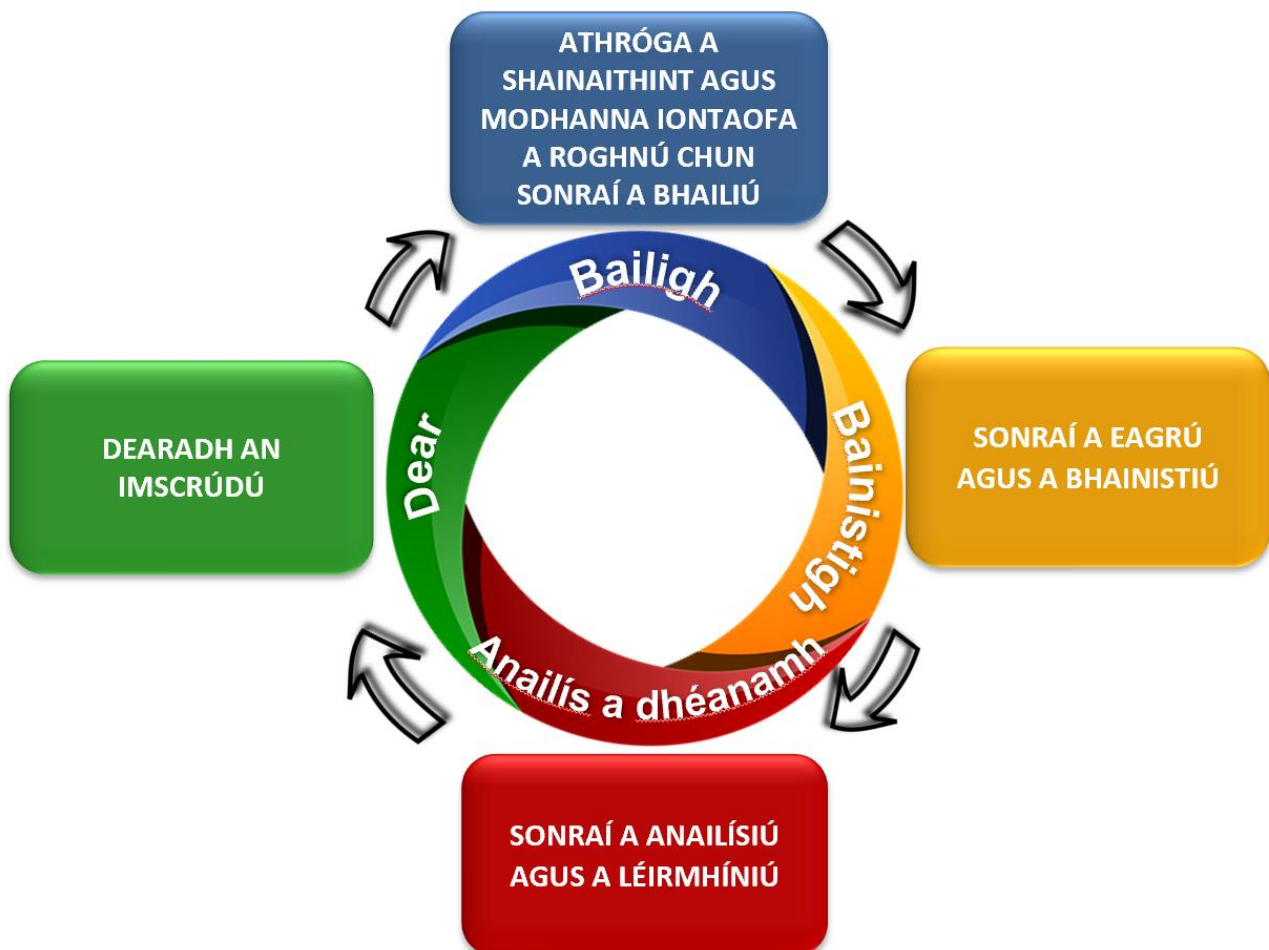 ATHRÓGA A
SHAINAITHINT AGUS
MODHANNA IONTAOFA
A ROGHNÚ CHUN
SONRAÍ A BHAILIÚ
Bailigh
Dear
Bainistigh
Anailís a dhéanamh
DEARADH AN
IMSCRÚDÚ
SONRAÍ A EAGRÚ
AGUS A BHAINISTIÚ
SONRAÍ A ANAILÍSIÚ
AGUS A LÉIRMHÍNIÚ